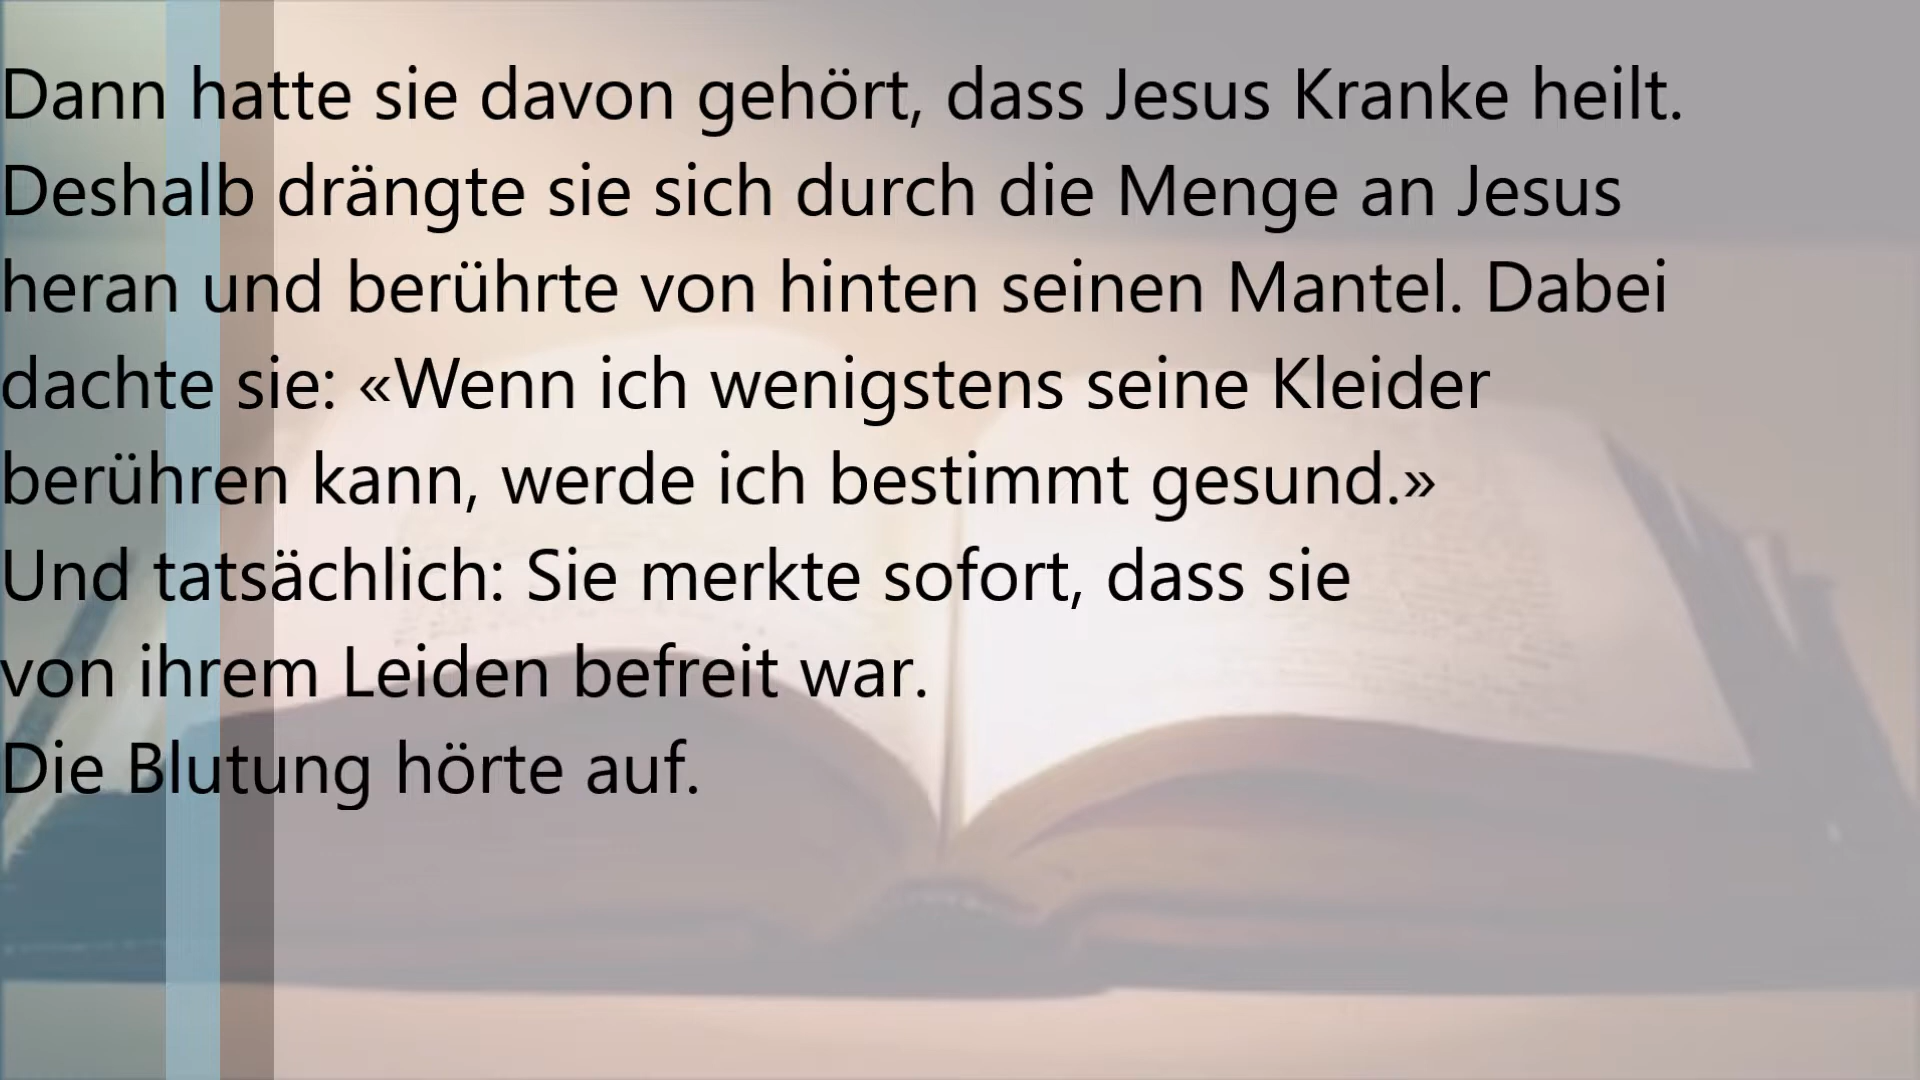 Dann hatte sie davon gehört, dass Jesus Kranke heilt.
Deshalb drängte sie sich durch die Menge an Jesus
heran und berührte von hinten seinen Mantel. Dabei
dachte sie: «Wenn ich wenigstens seine Kleider
berühren kann, werde ich bestimmt gesund.»
Und tatsächlich: Sie merkte sofort, dass sie
von ihrem Leiden befreit war.
Die Blutung hörte auf.